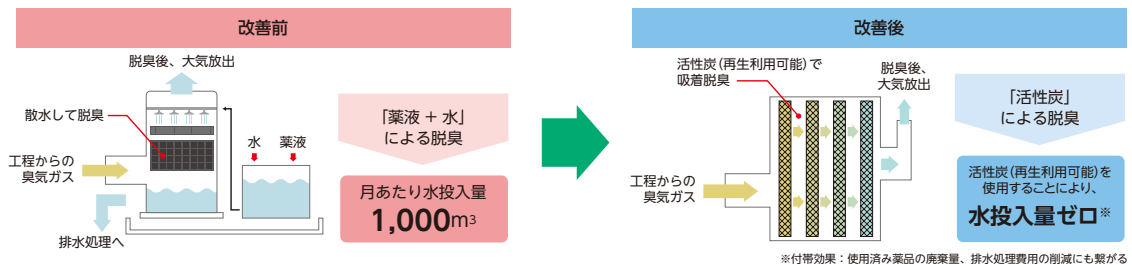 改善前
脱臭後、大気放出
散水して脱臭
水
薬液
工程からの
臭気ガス
排水処理へ
「薬液 + 水」
による脱臭
月あたり水投入量
1,000m3
改善後
活性炭(再生利用可能)で
吸着脱臭
脱臭後、
大気放出
工程からの
臭気ガス
「活性炭」
による脱臭
活性炭(再生利用可能)を
使用することにより、
水投入量ゼロ※
※付帯効果：使用済み薬品の廃棄量、排水処理費用の削減にも繋がる